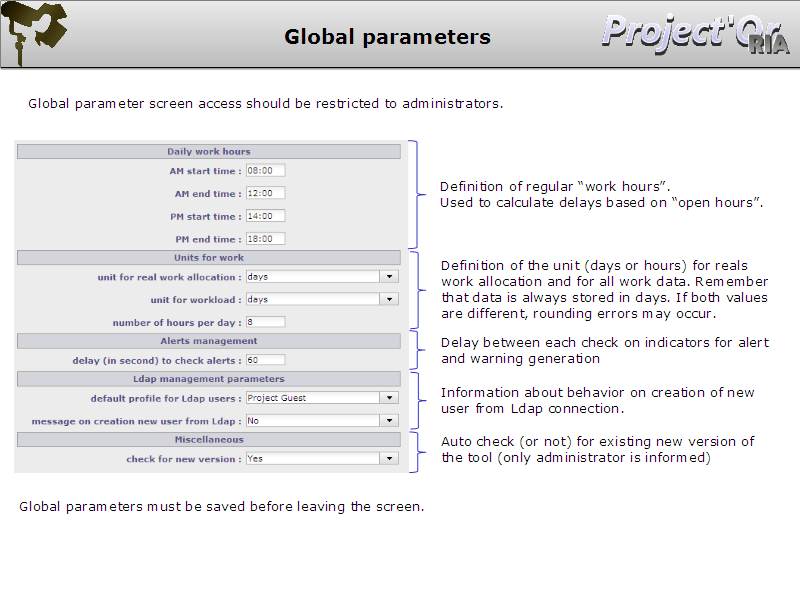 Global parameters
Project'Or
RIA
Global parameter screen access should be restricted to administrators.
Daily work hours
AM start time : 08:00
AM end time : 12:00
PM start time : 14:00
PM end time : 18:00
Definition of regular “work hours”.
Used to calculate delays based on “open hours”.
Units for work
unit for real work allocation : days
unit for workload : days
number of hours per day : 8
Definition of the unit (days or hours) for reals
work allocation and for all work data. Remember
that data is always stored in days. If both values
are different, rounding errors may occur.
Alerts management
delay (in second) to check alerts : 60
Delay between each check on indicators for alert
and warning generation
Ldap management parameters
default profile for Ldap users : Project Guest
message on creation new user from Ldap : No
Information about behavior on creation of new
user from Ldap connection.
Miscellaneous
check for new version : Yes
Auto check (or not) for existing new version of
the tool (only administrator is informed)
Global parameters must be saved before leaving the screen.